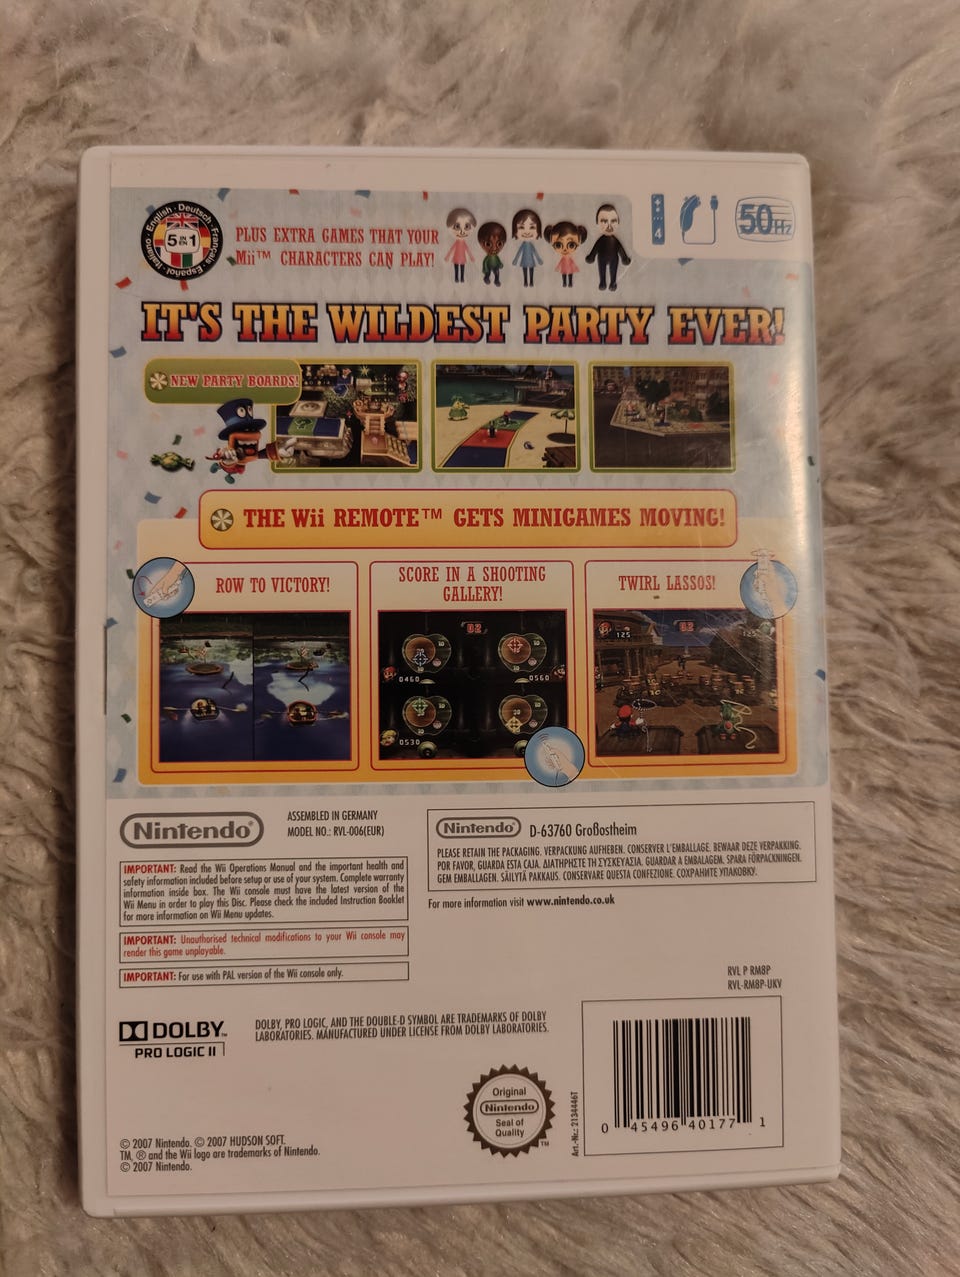 English · Deutsch · Français · Español · Italiano ·
5 IN EN 1
PLUS EXTRA GAMES THAT YOUR
Mii™ CHARACTERS CAN PLAY!
4
50Hz
IT'S THE WILDEST PARTY EVER!
NEW PARTY BOARDS!
THE Wii REMOTE™ GETS MINIGAMES MOVING!
ROW TO VICTORY!
SCORE IN A SHOOTING
GALLERY!
TWIRL LASSOS!
02
0460
0560
0530
125
02
125
Nintendo®
ASSEMBLED IN GERMANY
MODEL NO.: RVL-006(EUR)
IMPORTANT: Read the Wii Operations Manual and the important health and
safety information included before setup or use of your system. Complete warranty
information inside box. The Wii console must have the latest version of the
Wii Menu in order to play this Disc. Please check the included Instruction Booklet
for more information on Wii Menu updates.
IMPORTANT: Unauthorised technical modifications to your Wii console may
render this game unplayable.
IMPORTANT: For use with PAL version of the Wii console only.
Nintendo® D-63760 Großostheim
PLEASE RETAIN THE PACKAGING. VERPACKUNG AUFHEBEN. CONSERVER L'EMBALLAGE. BEWAAR DEZE VERPAKKING.
POR FAVOR, GUARDA ESTA CAJA. ΔΙΑΤΗΡΗΣΤΕ ΤΗ ΣΥΣΚΕΥΑΣΙΑ. GUARDAR A EMBALAGEM. SPARA FÖRPACKNINGEN.
GEM EMBALLAGEN. SÄILYTÄ PAKKAUS. CONSERVARE QUESTA CONFEZIONE. СОХРАНИТЕ УПАКОВКУ.
For more information visit www.nintendo.co.uk
RVL P RM8P
RVL-RM8P-UKV
DOLBY™
PRO LOGIC II
DOLBY, PRO LOGIC, AND THE DOUBLE-D SYMBOL ARE TRADEMARKS OF DOLBY
LABORATORIES. MANUFACTURED UNDER LICENSE FROM DOLBY LABORATORIES.
Original
Nintendo®
Seal of
Quality
TM
Art.-Nr.: 2134446T
0 45496 40177 1
© 2007 Nintendo. © 2007 HUDSON SOFT.
TM, ® and the Wii logo are trademarks of Nintendo.
© 2007 Nintendo.